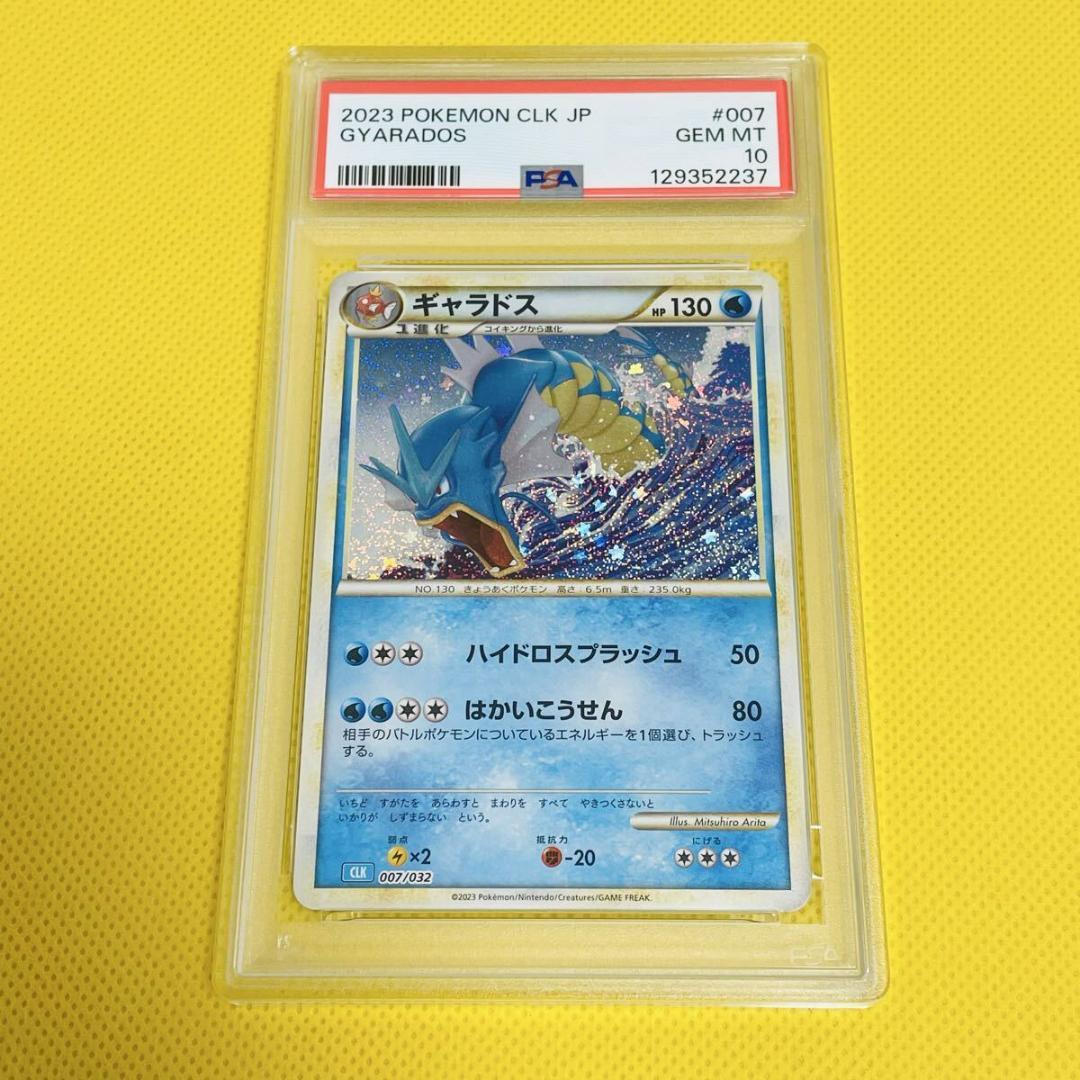 2023 POKEMON CLK JP #007
GYARADOS GEM MT
10
PSA 129352237
ギャラドス HP 130
1進化 コイキングから進化
NO.130 きょうあくポケモン 高さ:6.5m 重さ:235.0kg
ハイドロスプラッシュ 50
はかいこうせん 80
相手のバトルポケモンについているエネルギーを1個選び、トラッシュ
する。
いちど すがたを あらわすと まわりを すべて やきつくさないと
いかりが しずまらない という。
Illus. Mitsuhiro Arita
弱点 抵抗力 にげる
×2 -20
CLK 007/032
©2023 Pokémon/Nintendo/Creatures/GAME FREAK.
PSA